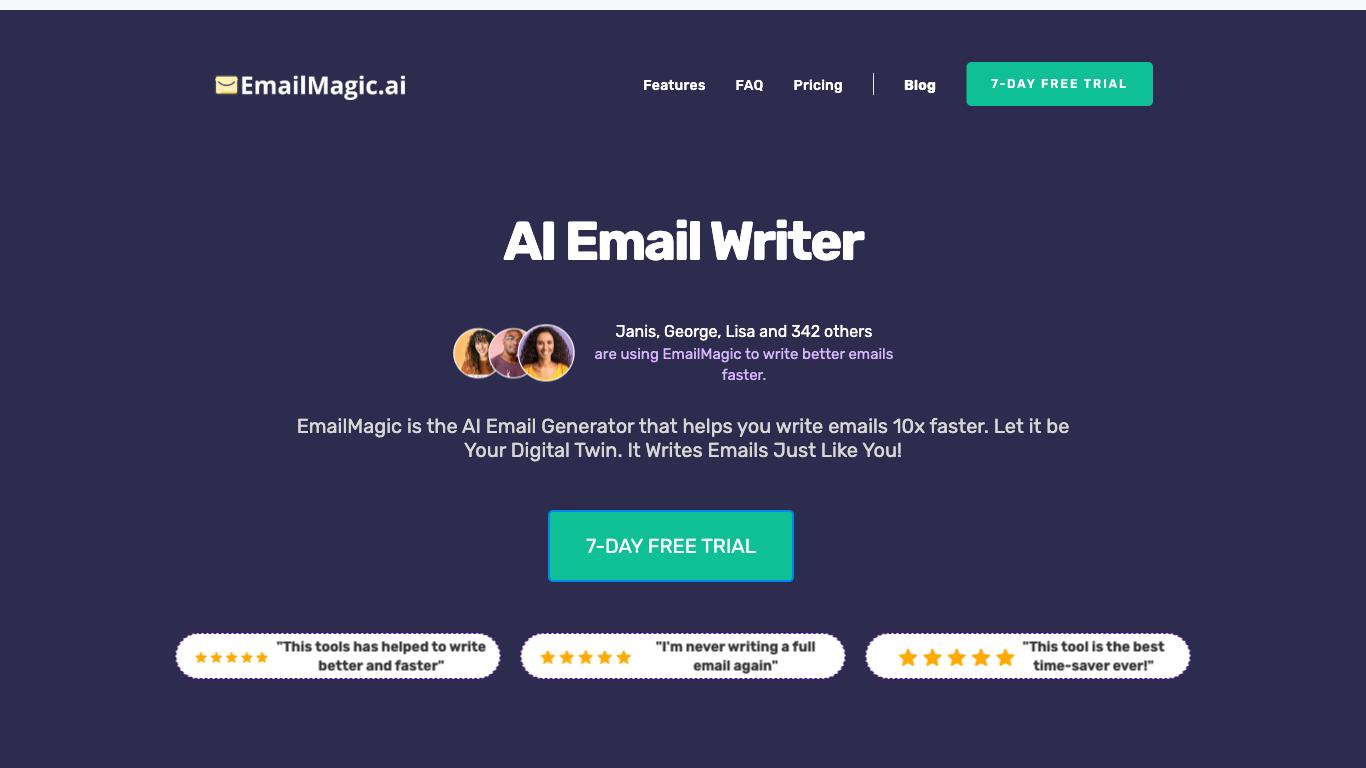 EmailMagic.ai
Features
FAQ
Pricing
Blog
7-DAY FREE TRIAL
AI Email Writer
Janis, George, Lisa and 342 others
are using EmailMagic to write better emails
faster.
EmailMagic is the AI Email Generator that helps you write emails 10x faster. Let it be
Your Digital Twin. It Writes Emails Just Like You!
7-DAY FREE TRIAL
"This tools has helped to write
better and faster"
"I'm never writing a full
email again"
"This tool is the best
time-saver ever!"